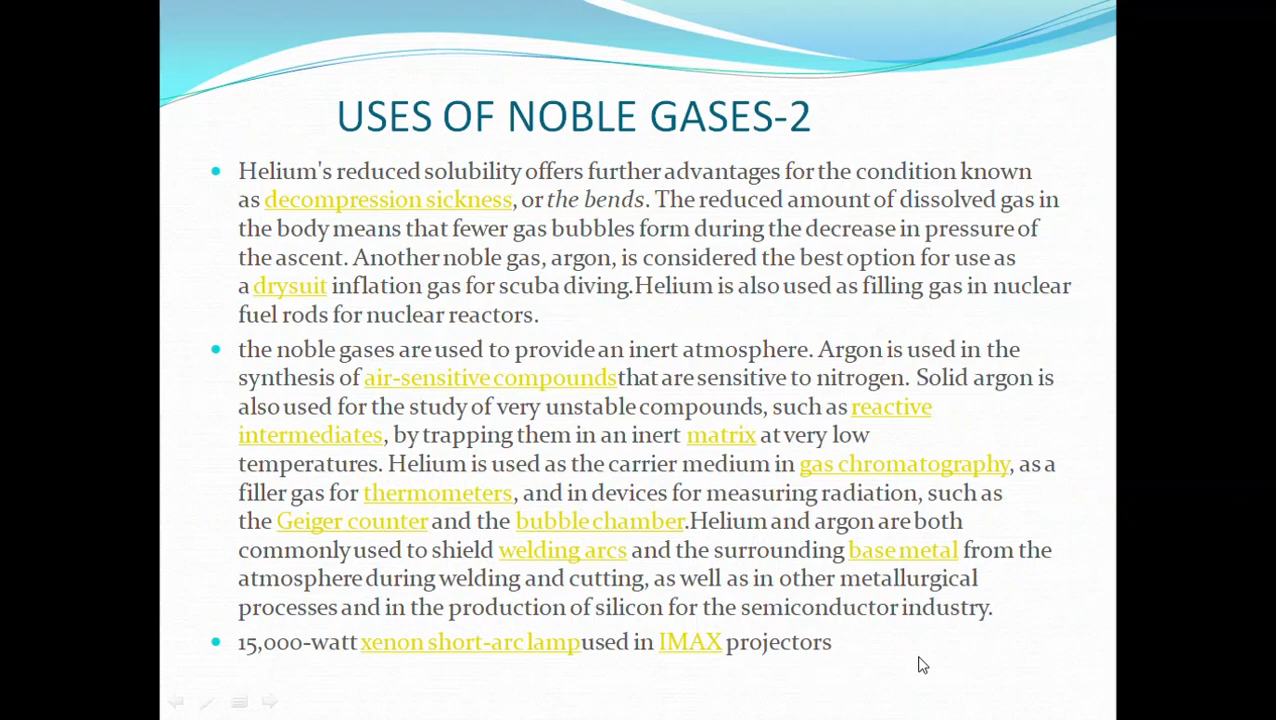 USES OF NOBLE GASES-2
Helium's reduced solubility offers further advantages for the condition known
as decompression sickness, or the bends. The reduced amount of dissolved gas in
the body means that fewer gas bubbles form during the decrease in pressure of
the ascent. Another noble gas, argon, is considered the best option for use as
a drysuit inflation gas for scuba diving.Helium is also used as filling gas in nuclear
fuel rods for nuclear reactors.
the noble gases are used to provide an inert atmosphere. Argon is used in the
synthesis of air-sensitive compoundsthat are sensitive to nitrogen. Solid argon is
also used for the study of very unstable compounds, such as reactive
intermediates, by trapping them in an inert matrix at very low
temperatures. Helium is used as the carrier medium in gas chromatography, as a
filler gas for thermometers, and in devices for measuring radiation, such as
the Geiger counter and the bubble chamber.Helium and argon are both
commonly used to shield welding arcs and the surrounding base metal from the
atmosphere during welding and cutting, as well as in other metallurgical
processes and in the production of silicon for the semiconductor industry.
15,000-watt xenon short-arc lampused in IMAX projectors